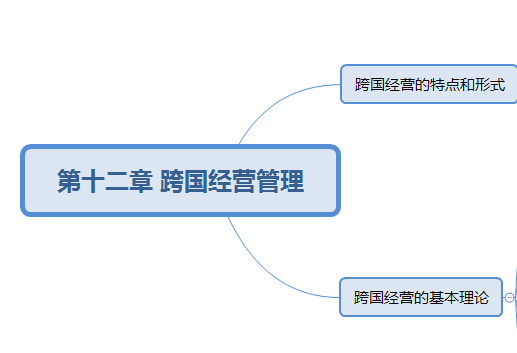 跨国经营的特点和形式
第十二章 跨国经营管理
跨国经营的基本理论